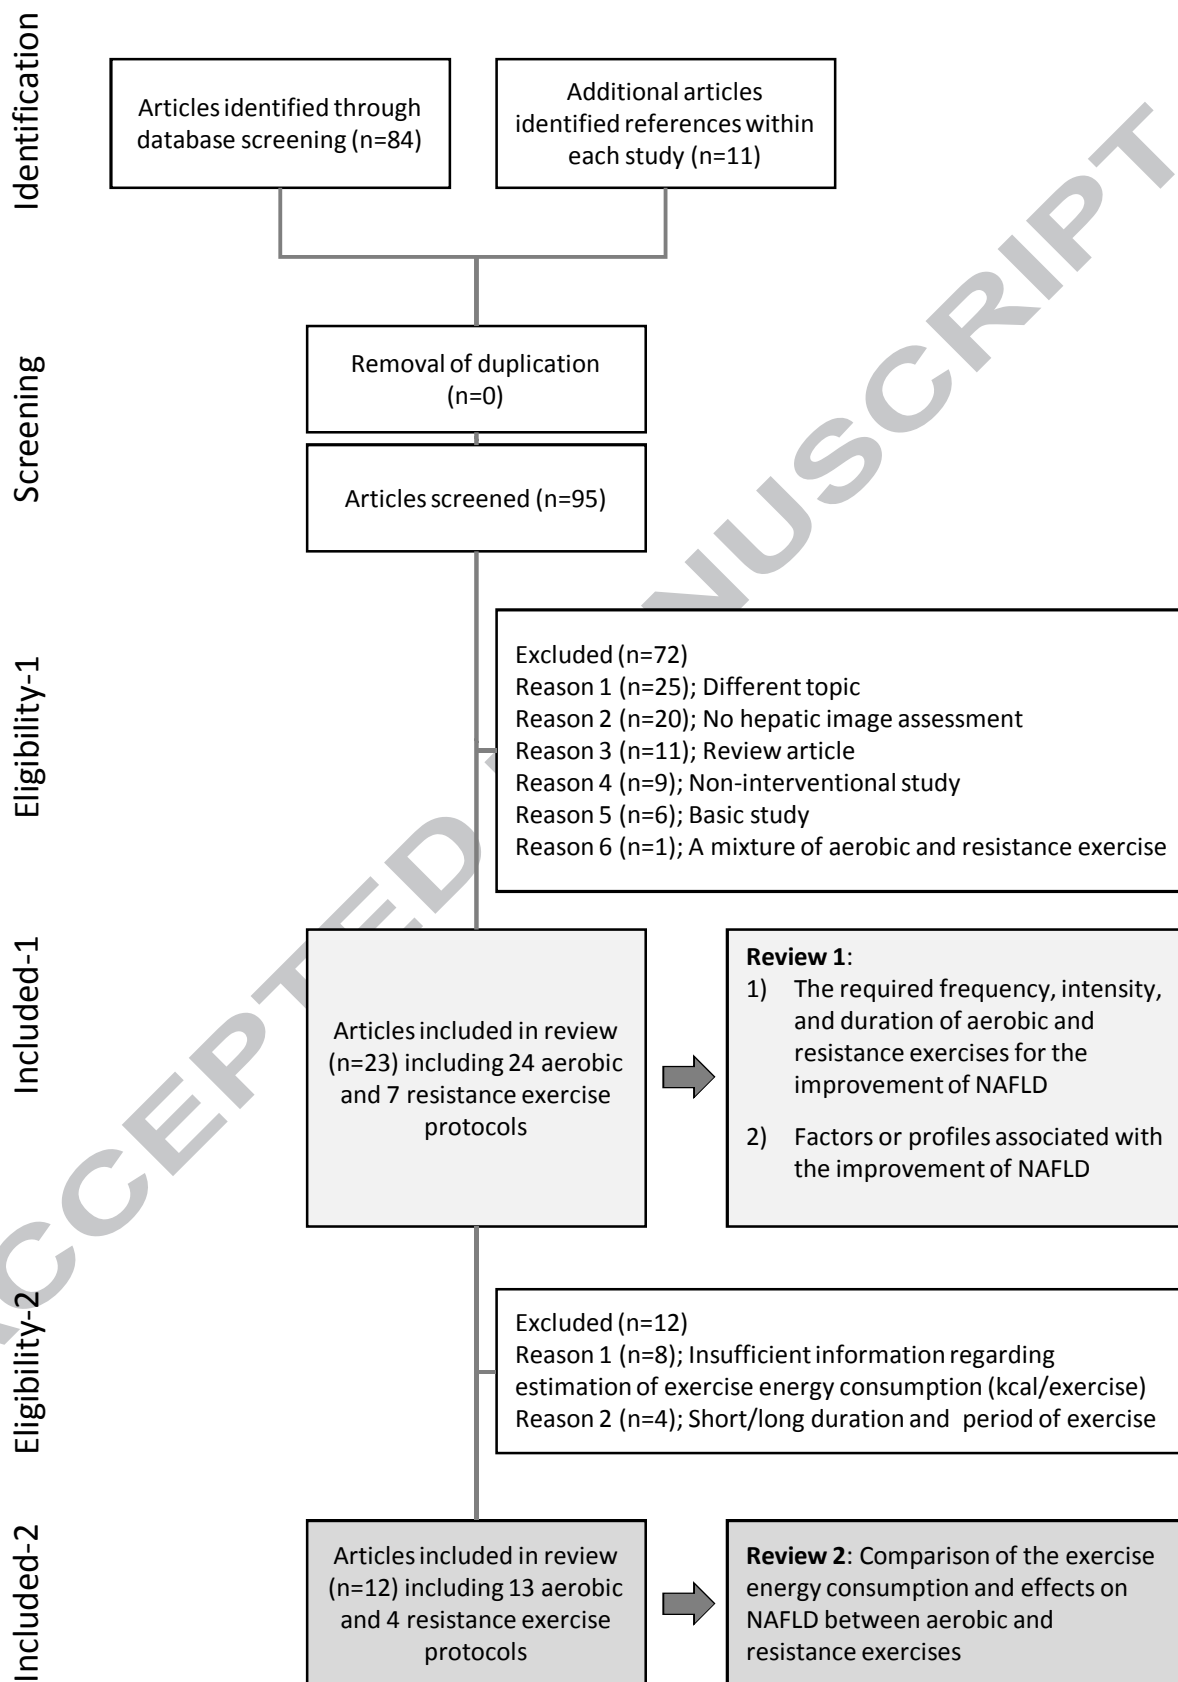 Identification
Articles identified through
database screening (n=84)
Additional articles
identified references within
each study (n=11)
Screening
Removal of duplication
(n=0)
Articles screened (n=95)
Eligibility-1
Excluded (n=72)
Reason 1 (n=25); Different topic
Reason 2 (n=20); No hepatic image assessment
Reason 3 (n=11); Review article
Reason 4 (n=9); Non-interventional study
Reason 5 (n=6); Basic study
Reason 6 (n=1); A mixture of aerobic and resistance exercise
Included-1
Articles included in review
(n=23) including 24 aerobic
and 7 resistance exercise
protocols
Review 1:
1) The required frequency, intensity,
and duration of aerobic and
resistance exercises for the
improvement of NAFLD
2) Factors or profiles associated with
the improvement of NAFLD
Eligibility-2
Excluded (n=12)
Reason 1 (n=8); Insufficient information regarding
estimation of exercise energy consumption (kcal/exercise)
Reason 2 (n=4); Short/long duration and period of exercise
Included-2
Articles included in review
(n=12) including 13 aerobic
and 4 resistance exercise
protocols
Review 2: Comparison of the exercise
energy consumption and effects on
NAFLD between aerobic and
resistance exercises